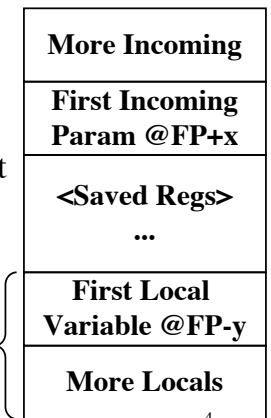 More Incoming
First Incoming
Param @FP+x
t
<Saved Regs>
...
First Local
Variable @FP-y
More Locals